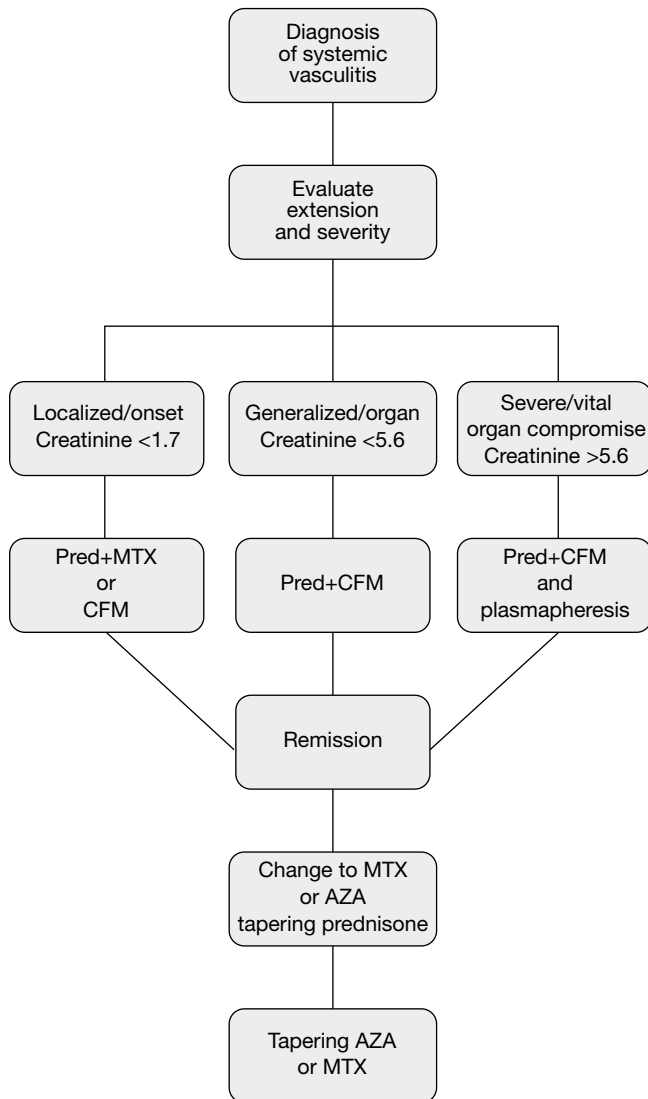 Diagnosis
of systemic
vasculitis
Evaluate
extension
and severity
Localized/onset
Creatinine <1.7
Generalized/organ
Creatinine <5.6
Severe/vital
organ compromise
Creatinine >5.6
Pred+MTX
or
CFM
Pred+CFM
Pred+CFM
and
plasmapheresis
Remission
Change to MTX
or AZA
tapering prednisone
Tapering AZA
or MTX